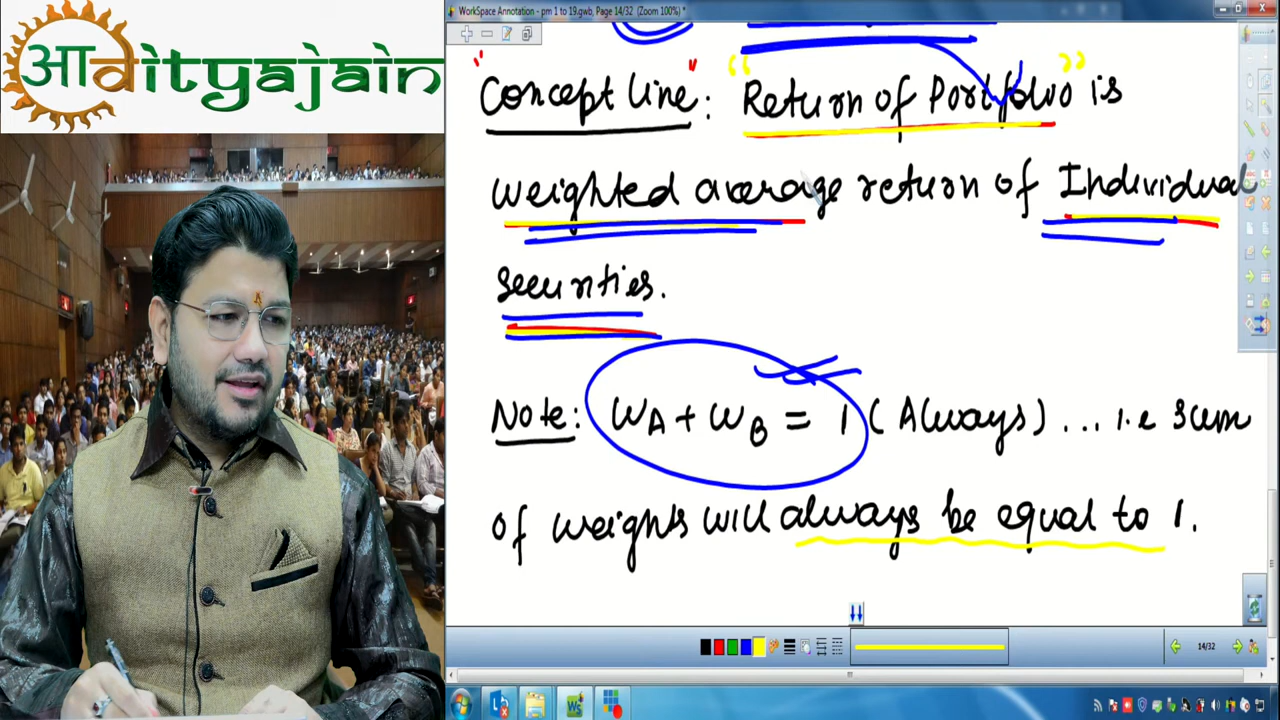 WorkSpace Annotation - pm 1 to 19.gwb, Page 14/32 (Zoom 100%) *
आdityajain
"Concept line": "Return of Portfolio" is
weighted average return of Individual
securities.
Note: WA + WB = 1 (Always) ... i.e sum
of weights will always be equal to 1.
14/32